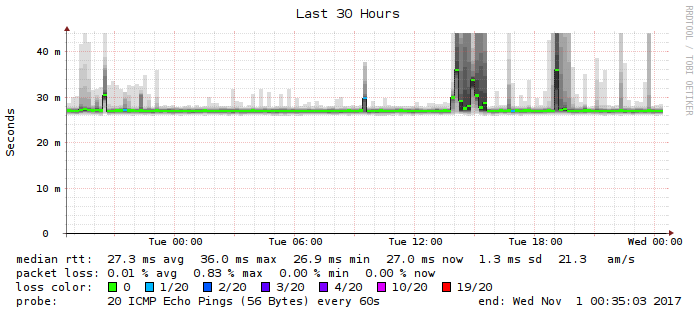 Last 30 Hours
RRDTOOL / TOBI OETIKER
Seconds
40 m
30 m
20 m
10 m
0
Tue 00:00 Tue 06:00 Tue 12:00 Tue 18:00 Wed 00:00
median rtt: 27.3 ms avg 36.0 ms max 26.9 ms min 27.0 ms now 1.3 ms sd 21.3 am/s
packet loss: 0.01 % avg 0.83 % max 0.00 % min 0.00 % now
loss color: 0 1/20 2/20 3/20 4/20 10/20 19/20
probe: 20 ICMP Echo Pings (56 Bytes) every 60s end: Wed Nov 1 00:35:03 2017